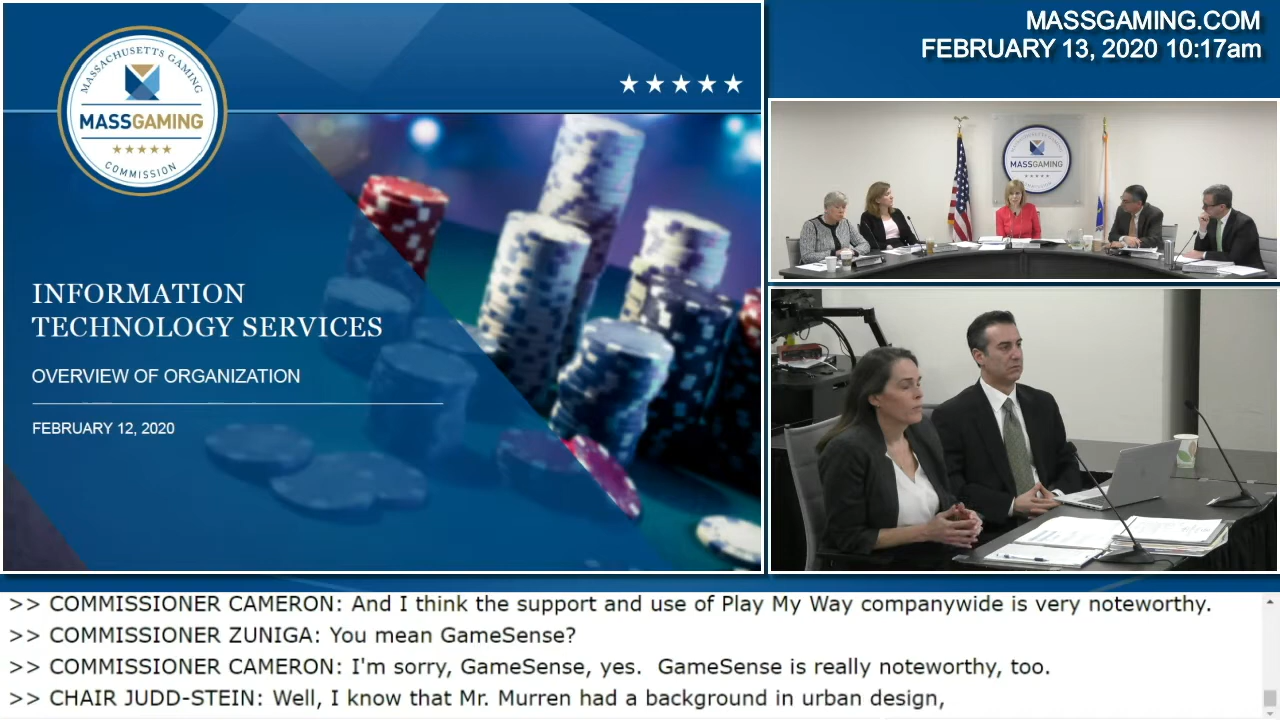 MASSGAMING.COM
FEBRUARY 13, 2020 10:17am
MASSACHUSETTS GAMING
MASSGAMING
COMMISSION
INFORMATION
TECHNOLOGY SERVICES
OVERVIEW OF ORGANIZATION
FEBRUARY 12, 2020
MASSGAMING
>> COMMISSIONER CAMERON: And I think the support and use of Play My Way companywide is very noteworthy.
>> COMMISSIONER ZUNIGA: You mean GameSense?
>> COMMISSIONER CAMERON: I'm sorry, GameSense, yes.  GameSense is really noteworthy, too.
>> CHAIR JUDD-STEIN: Well, I know that Mr. Murren had a background in urban design,